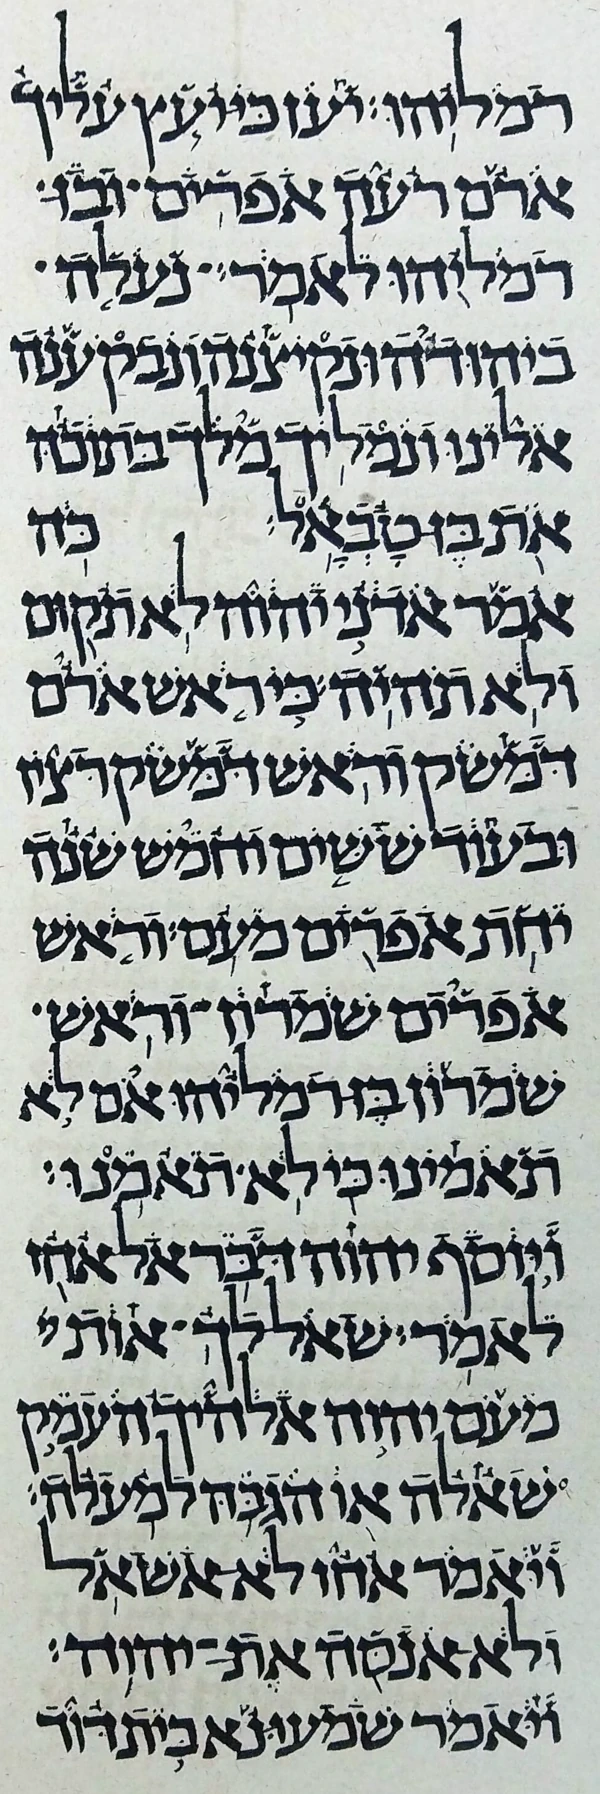 רמליהו׃ יען כי יועץ עליך
ארם רעה אפרים ובן
רמליהו לאמר׃ נעלה
ביהודה ונקיצנה ונבקענה
אלינו ונמליך מלך בתוכה
את בן טבאל׃ כה
אמר אדני יהוה לא תקום
ולא תהיה׃ כי ראש ארם
דמשק וראש דמשק רצין
ובעוד ששים וחמש שנה
יחת אפרים מעם׃ וראש
אפרים שמרון וראש
שמרון בן רמליהו אם לא
תאמינו כי לא תאמנו׃
ויוסף יהוה דבר אל אחז
לאמר׃ שאל לך אות
מעם יהוה אלהיך העמק
שאלה או הגבה למעלה׃
ויאמר אחז לא אשאל
ולא אנסה את־יהוה׃
ויאמר שמעו נא בית דוד